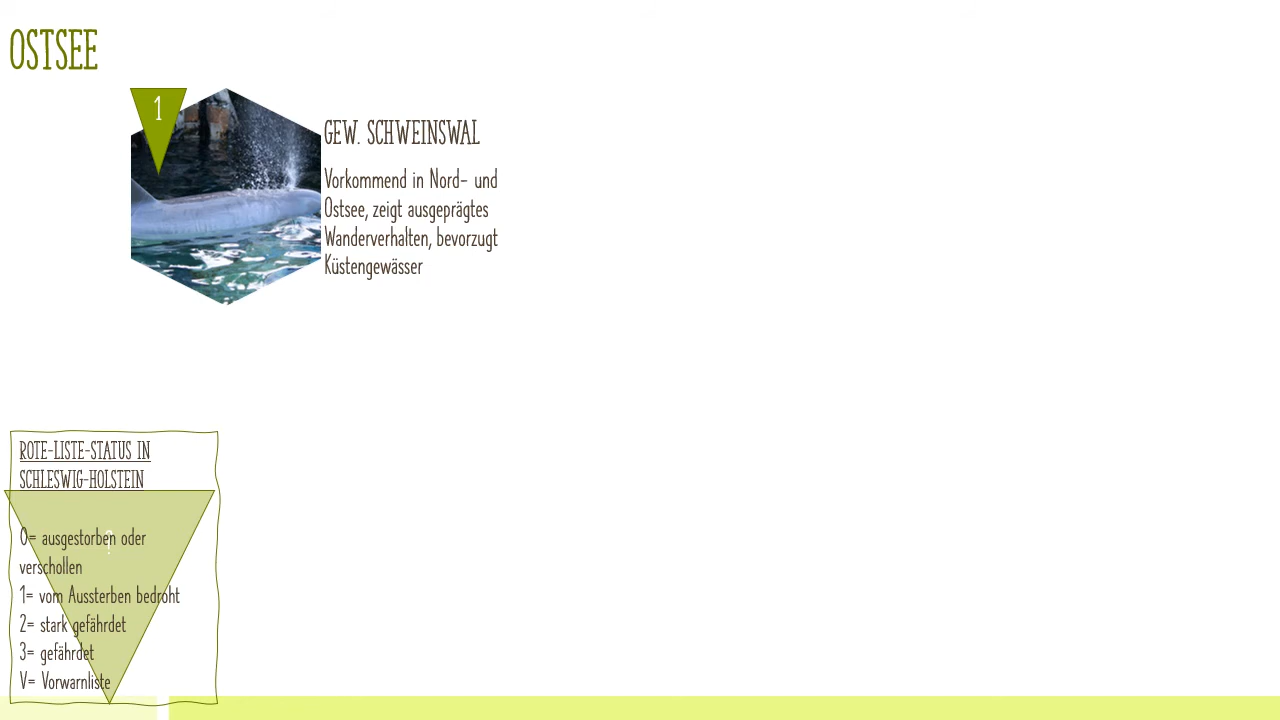 OSTSEE
1
GEW. SCHWEINSWAL
Vorkommend in Nord- und
Ostsee, zeigt ausgeprägtes
Wanderverhalten, bevorzugt
Küstengewässer
ROTE-LISTE-STATUS IN
SCHLESWIG-HOLSTEIN
?
0= ausgestorben oder
verschollen
1= vom Aussterben bedroht
2= stark gefährdet
3= gefährdet
V= Vorwarnliste